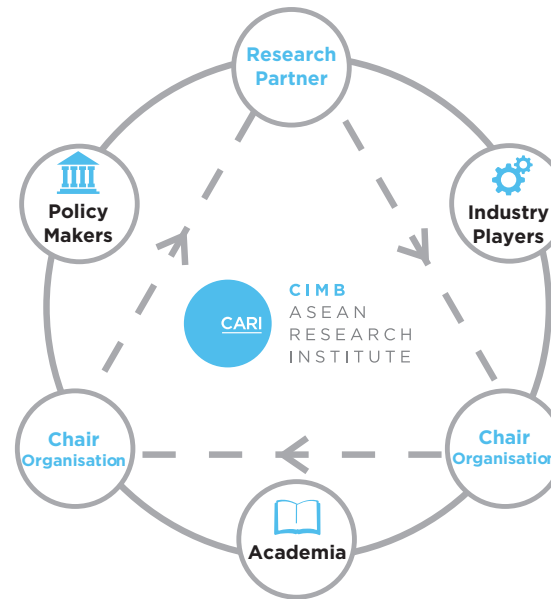 Research
Partner
Policy
Makers
Industry
Players
CARI
CIMB
ASEAN
RESEARCH
INSTITUTE
Chair
Organisation
Chair
Organisation
Academia